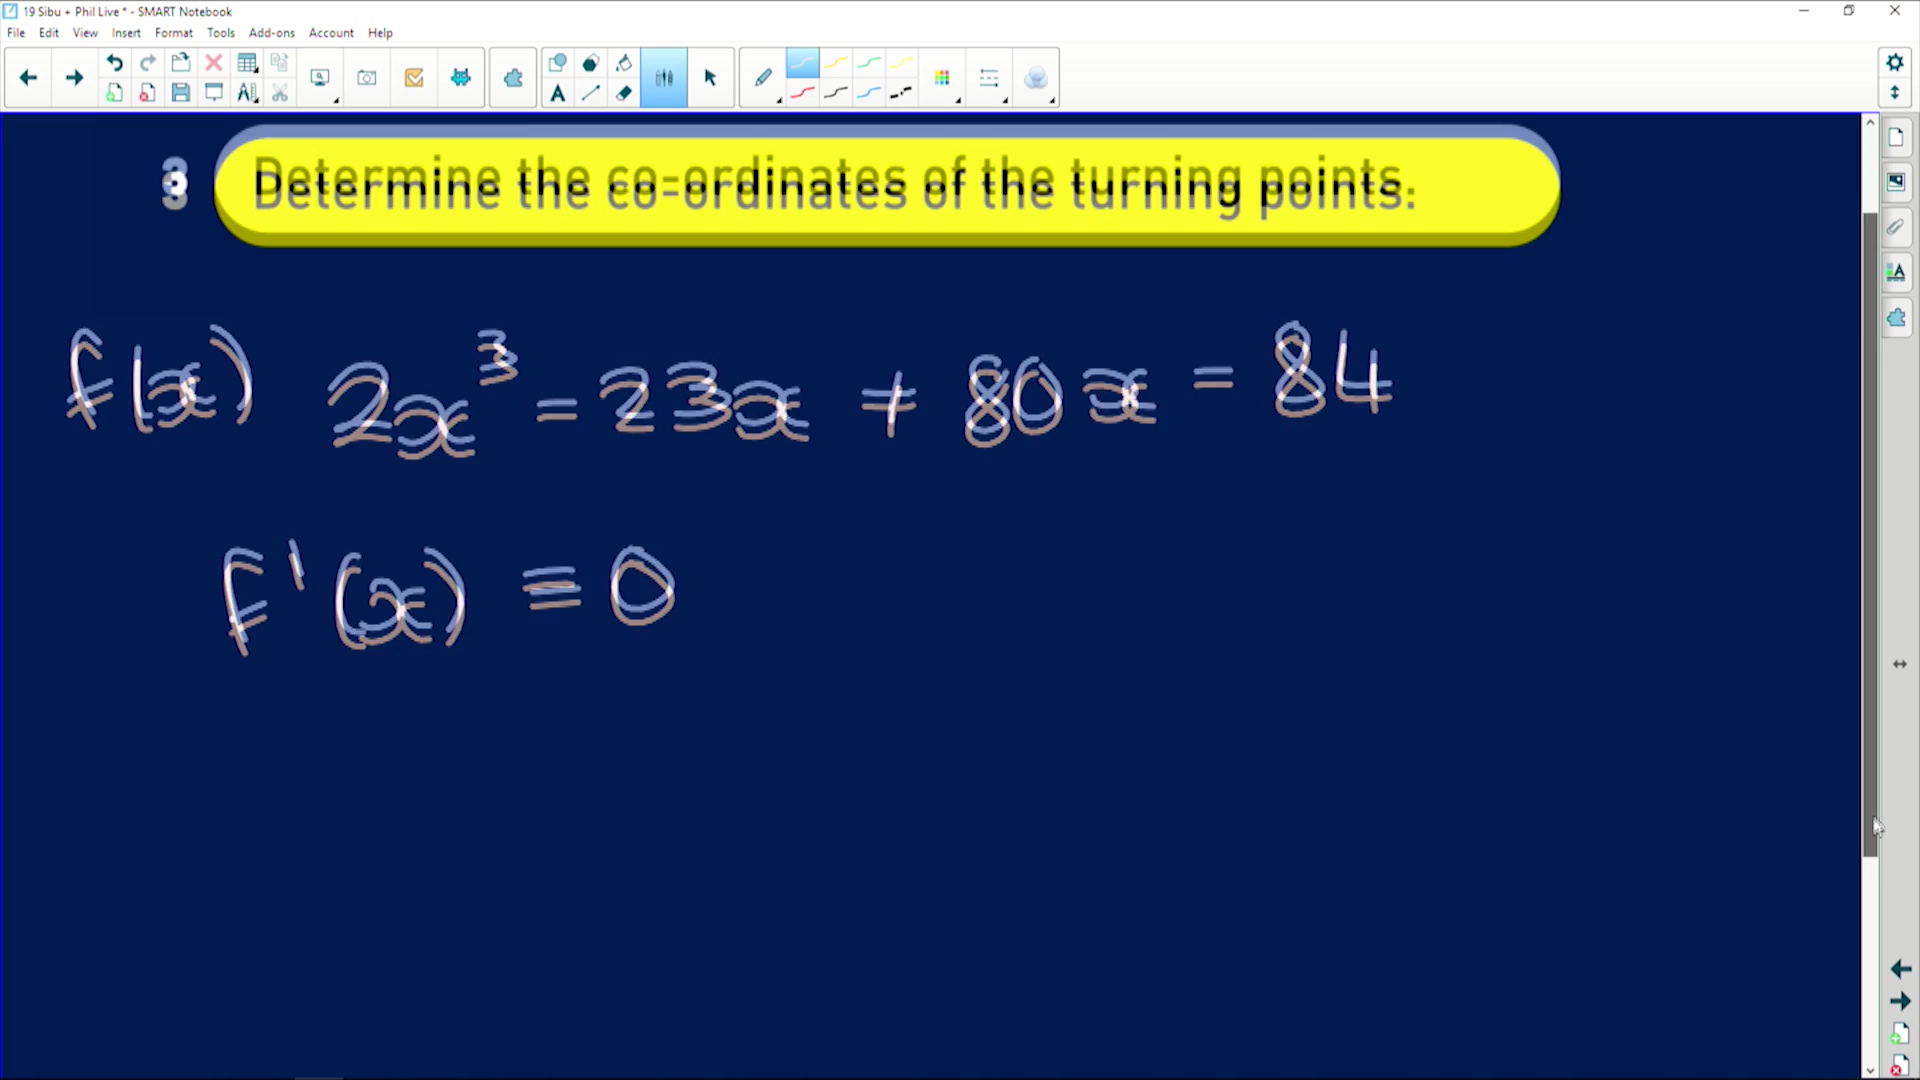 19 Sibu + Phil Live * - SMART Notebook
File Edit View Insert Format Tools Add-ons Account Help
3 Determine the co-ordinates of the turning points.
f(x) 2x³ = 23x + 80x = 84
f'(x) = 0